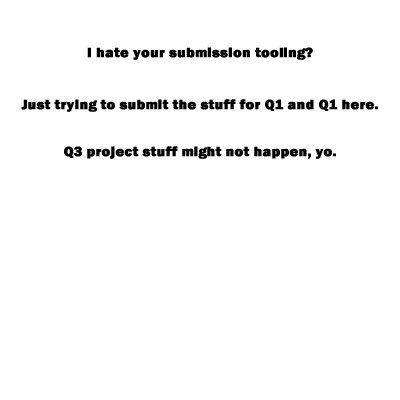 I hate your submission tooling?
Just trying to submit the stuff for Q1 and Q1 here.
Q3 project stuff might not happen, yo.